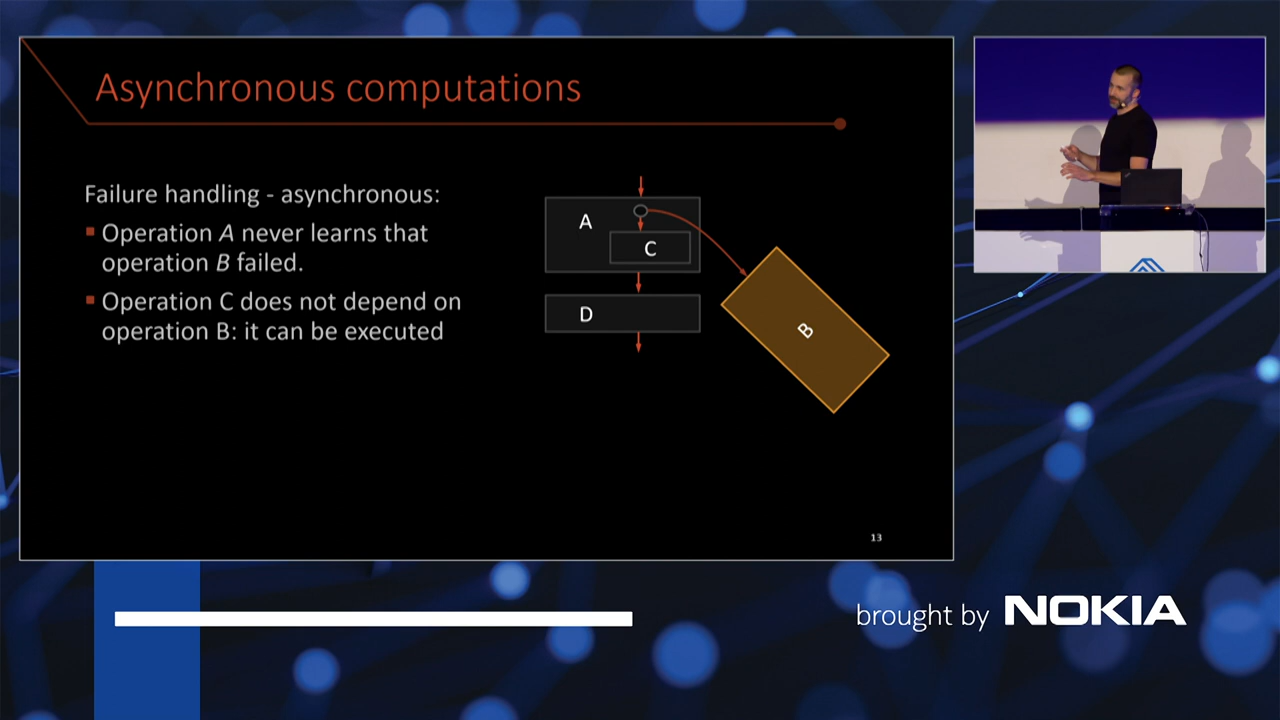 Asynchronous computations
Failure handling - asynchronous:
Operation A never learns that
operation B failed.
Operation C does not depend on
operation B: it can be executed
A
C
D
B
13
brought by NOKIA